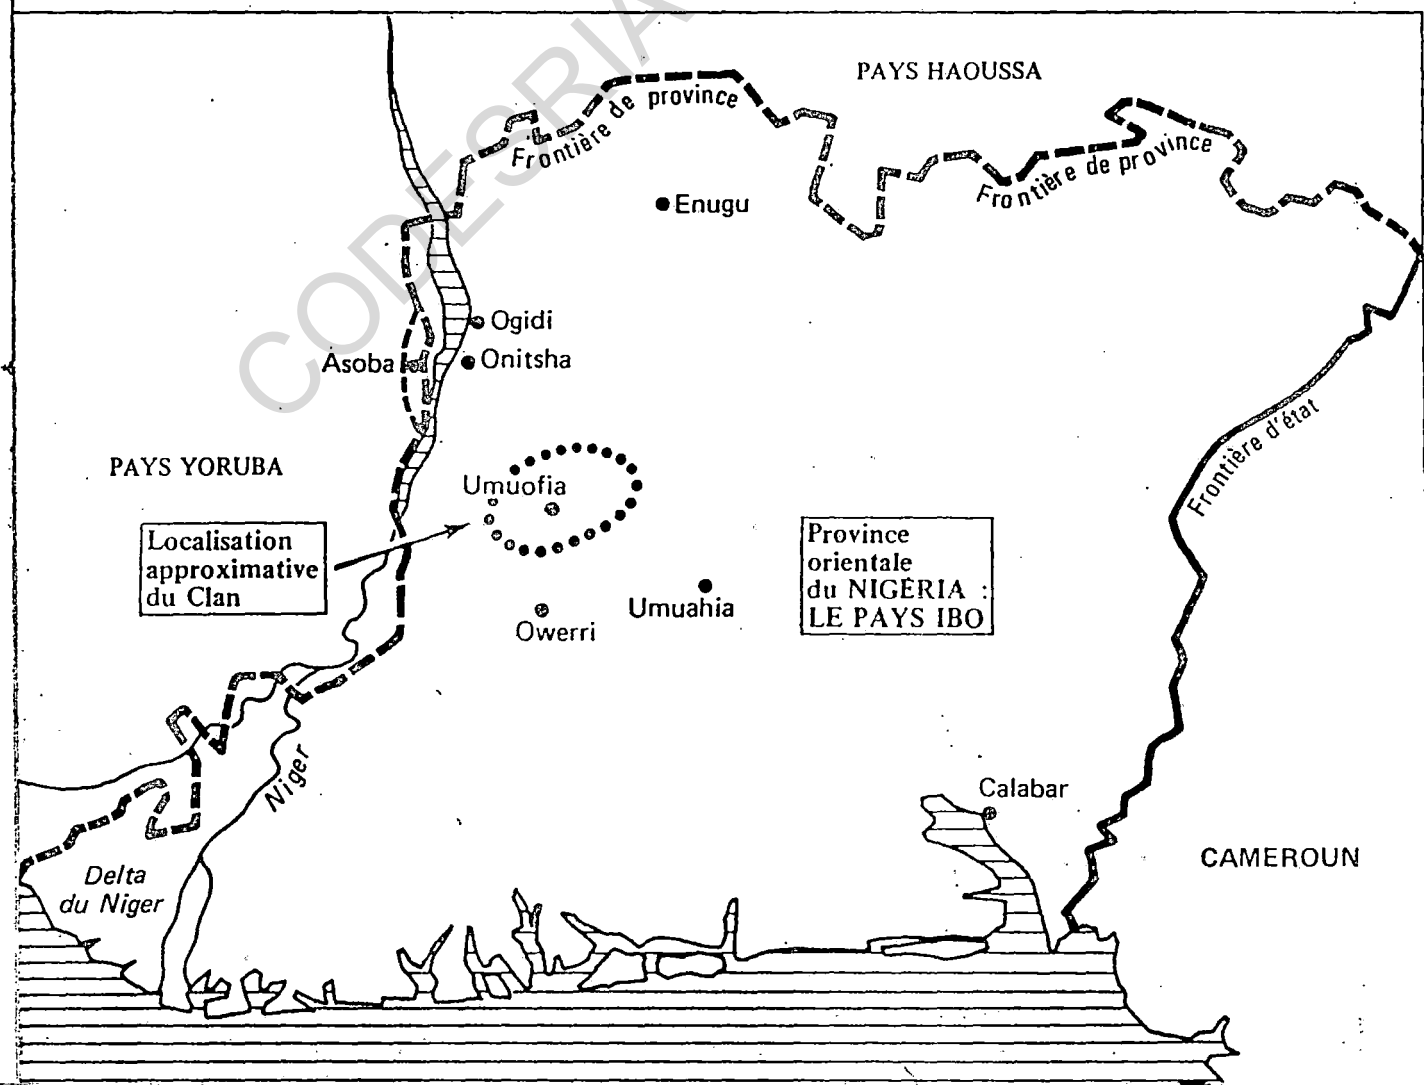 PAYS HAOUSSA
Frontière de province
Frontière de province
Enugu
Ogidi
Asoba
Onitsha
Frontière d'état
PAYS YORUBA
Umuofia
Localisation
approximative
du Clan
Province
orientale
du NIGÉRIA :
LE PAYS IBO
Umuahia
Owerri
Niger
Calabar
CAMEROUN
Delta
du Niger
CODESRIA